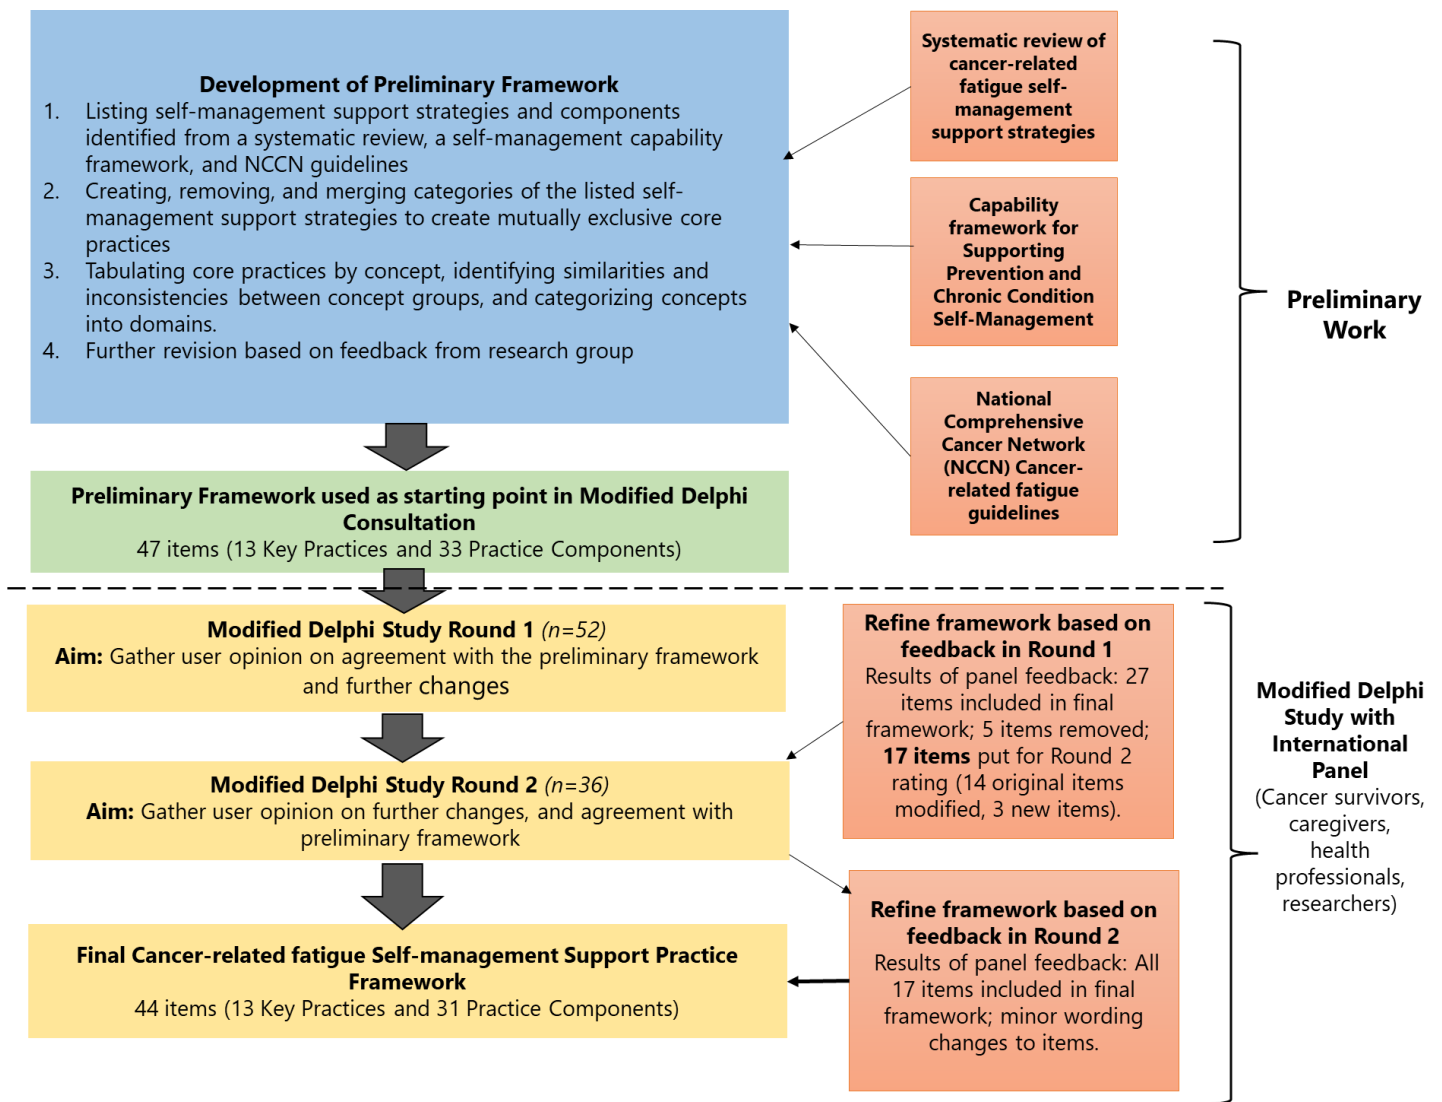 Development of Preliminary Framework
1. Listing self-management support strategies and components
identified from a systematic review, a self-management capability
framework, and NCCN guidelines
2. Creating, removing, and merging categories of the listed self-
management support strategies to create mutually exclusive core
practices
3. Tabulating core practices by concept, identifying similarities and
inconsistencies between concept groups, and categorizing concepts
into domains.
4. Further revision based on feedback from research group
Systematic review of
cancer-related
fatigue self-
management
support strategies
Capability
framework for
Supporting
Prevention and
Chronic Condition
Self-Management
National
Comprehensive
Cancer Network
(NCCN) Cancer-
related fatigue
guidelines
Preliminary
Work
Preliminary Framework used as starting point in Modified Delphi
Consultation
47 items (13 Key Practices and 33 Practice Components)
Modified Delphi Study Round 1 (n=52)
Aim: Gather user opinion on agreement with the preliminary framework
and further changes
Refine framework based on
feedback in Round 1
Results of panel feedback: 27
items included in final
framework; 5 items removed;
17 items put for Round 2
rating (14 original items
modified, 3 new items).
Modified Delphi Study Round 2 (n=36)
Aim: Gather user opinion on further changes, and agreement with
preliminary framework
Refine framework based on
feedback in Round 2
Results of panel feedback: All
17 items included in final
framework; minor wording
changes to items.
Final Cancer-related fatigue Self-management Support Practice
Framework
44 items (13 Key Practices and 31 Practice Components)
Modified Delphi
Study with
International
Panel
(Cancer survivors,
caregivers,
health
professionals,
researchers)